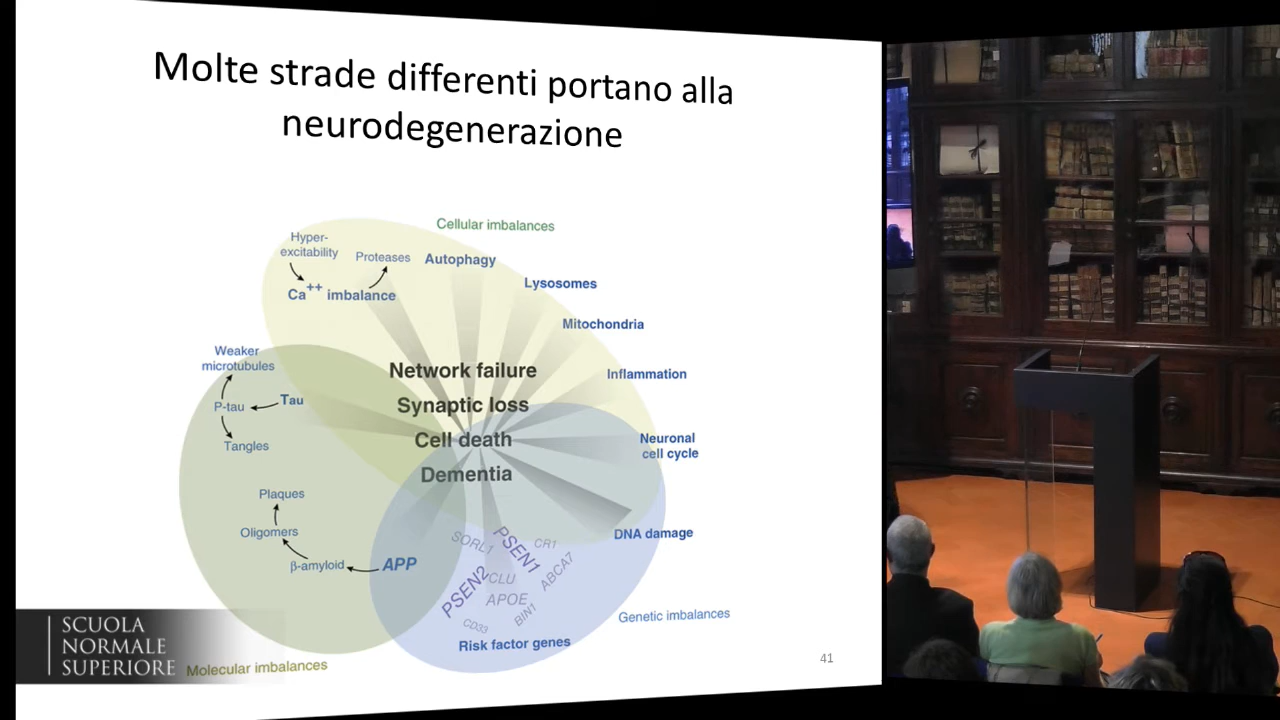 Molte strade differenti portano alla
neurodegenerazione
Cellular imbalances
Hyper-
excitability
Proteases
Autophagy
Ca++ imbalance
Lysosomes
Mitochondria
Weaker
microtubules
Inflammation
Network failure
Synaptic loss
Cell death
Dementia
P-tau
Tau
Tangles
Neuronal
cell cycle
Plaques
Oligomers
β-amyloid
APP
DNA damage
SORL1
PSEN1
CR1
PSEN2
CLU
ABCA7
APOE
BIN1
CD33
Risk factor genes
Genetic imbalances
Molecular imbalances
41
SCUOLA
NORMALE
SUPERIORE